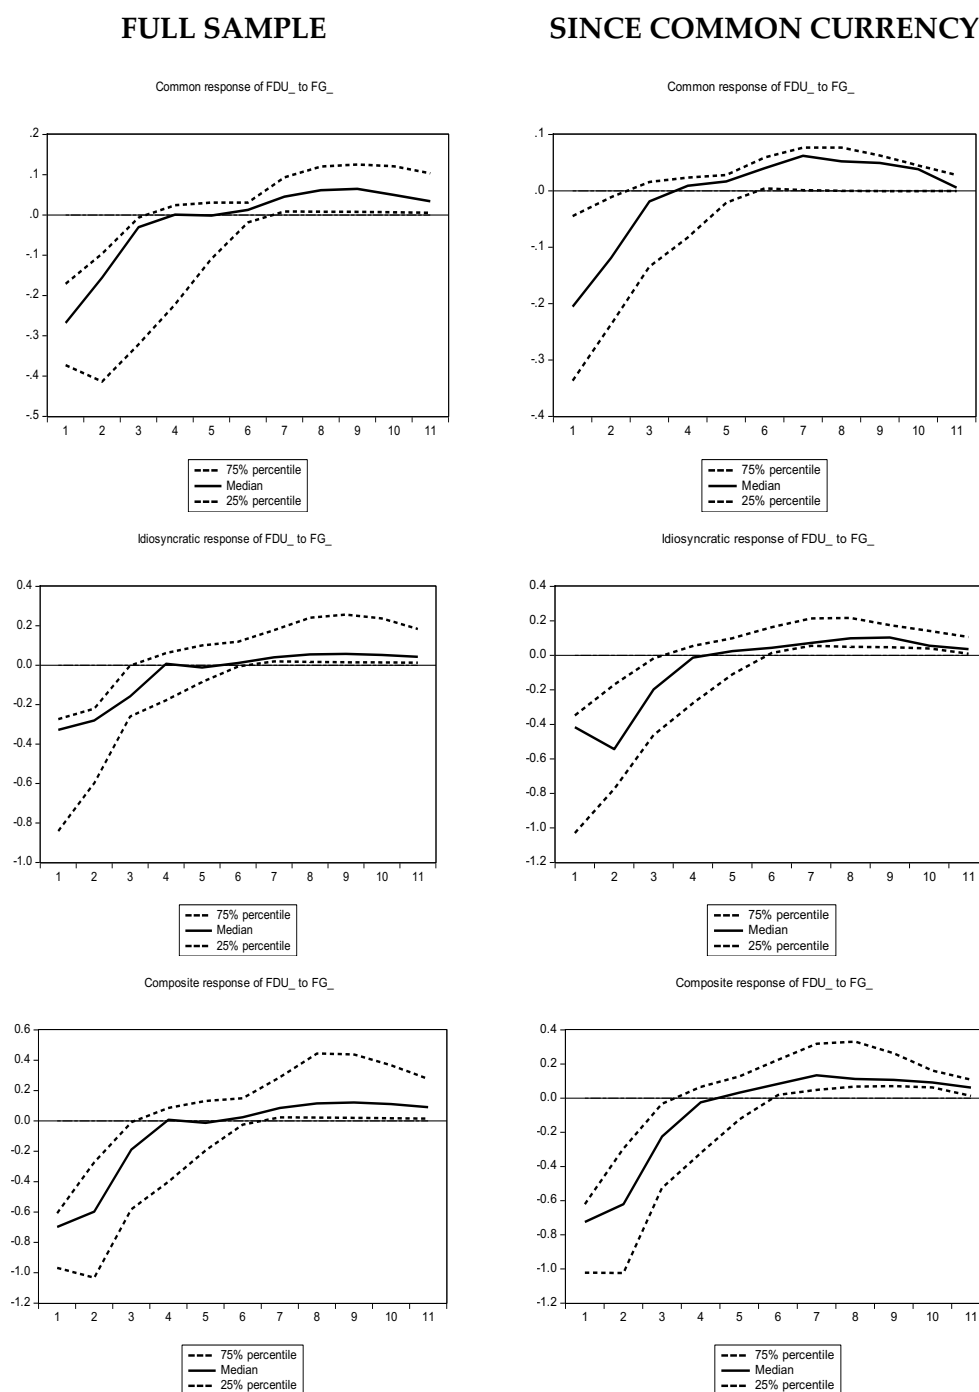 FULL SAMPLE
SINCE COMMON CURRENCY
Common response of FDU_ to FG_
.2
.1
.0
-.1
-.2
-.3
-.4
-.5
1 2 3 4 5 6 7 8 9 10 11
75% percentile
Median
25% percentile
Common response of FDU_ to FG_
.1
.0
-.1
-.2
-.3
-.4
1 2 3 4 5 6 7 8 9 10 11
75% percentile
Median
25% percentile
Idiosyncratic response of FDU_ to FG_
0.4
0.2
0.0
-0.2
-0.4
-0.6
-0.8
-1.0
1 2 3 4 5 6 7 8 9 10 11
75% percentile
Median
25% percentile
Idiosyncratic response of FDU_ to FG_
0.4
0.2
0.0
-0.2
-0.4
-0.6
-0.8
-1.0
-1.2
1 2 3 4 5 6 7 8 9 10 11
75% percentile
Median
25% percentile
Composite response of FDU_ to FG_
0.6
0.4
0.2
0.0
-0.2
-0.4
-0.6
-0.8
-1.0
-1.2
1 2 3 4 5 6 7 8 9 10 11
75% percentile
Median
25% percentile
Composite response of FDU_ to FG_
0.4
0.2
0.0
-0.2
-0.4
-0.6
-0.8
-1.0
-1.2
1 2 3 4 5 6 7 8 9 10 11
75% percentile
Median
25% percentile